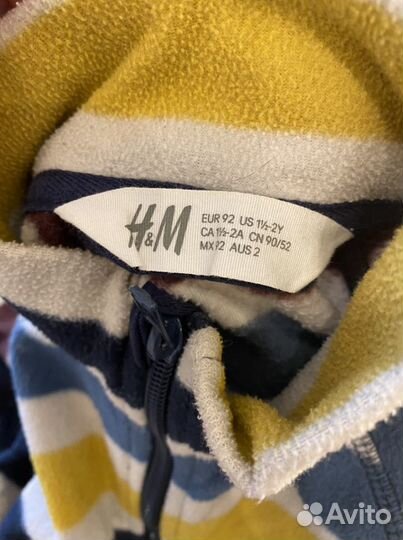 H&M
EUR 92 US 1½-2Y
CA 1½-2A CN 90/52
MX 92 AUS 2
Avito